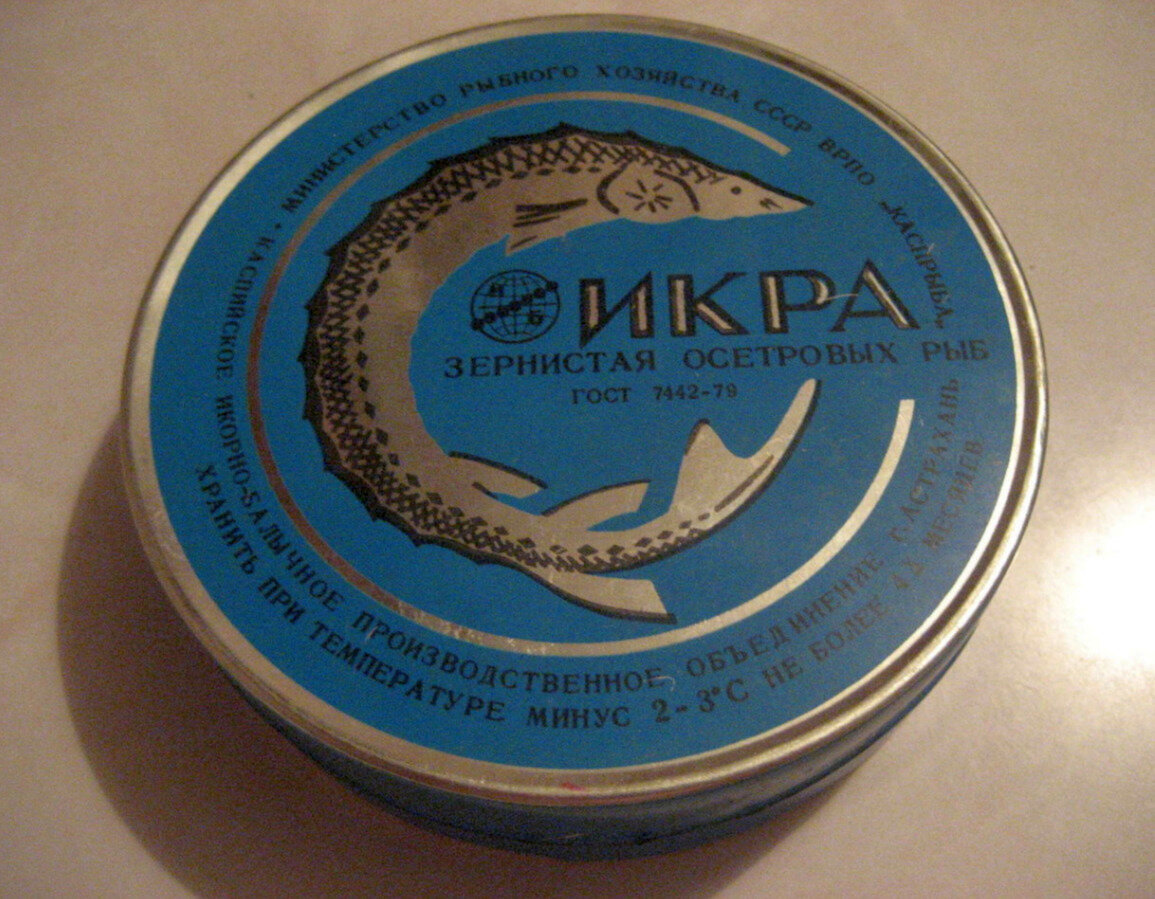 МИНИСТЕРСТВО РЫБНОГО ХОЗЯЙСТВА СССР ВРПО „КАСПРЫБА"
ИКРА
ЗЕРНИСТАЯ ОСЕТРОВЫХ РЫБ
ГОСТ 7442-79
• КАСПИЙСКОЕ ИКОРНО-БАЛЫЧНОЕ ПРОИЗВОДСТВЕННОЕ ОБЪЕДИНЕНИЕ г. АСТРАХАНЬ
ХРАНИТЬ ПРИ ТЕМПЕРАТУРЕ МИНУС 2-3°С НЕ БОЛЕЕ МЕСЯЦЕВ